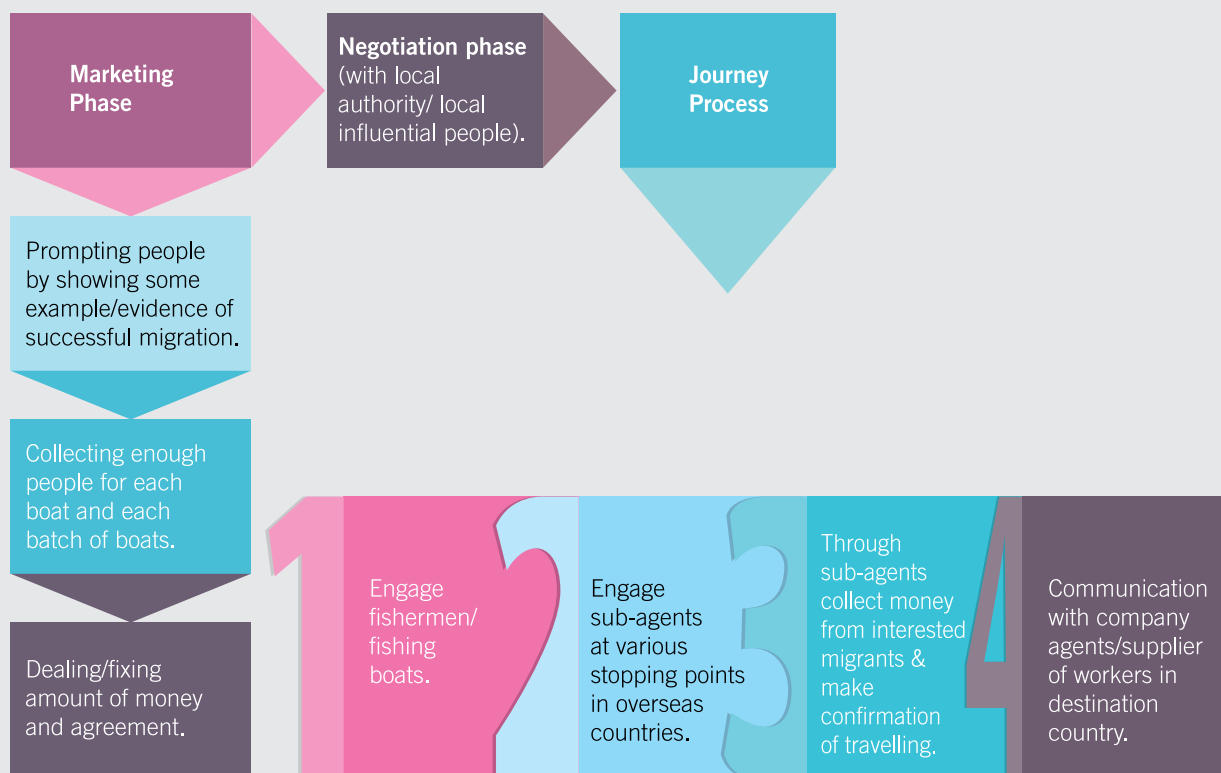 Marketing
Phase
Negotiation phase
(with local
authority/ local
influential people).
Journey
Process
Prompting people
by showing some
example/evidence of
successful migration.
Collecting enough
people for each
boat and each
batch of boats.
Dealing/fixing
amount of money
and agreement.
1
Engage
fishermen/
fishing
boats.
2
Engage
sub-agents
at various
stopping points
in overseas
countries.
3
Through
sub-agents
collect money
from interested
migrants &
make
confirmation
of travelling.
4
Communication
with company
agents/supplier
of workers in
destination
country.